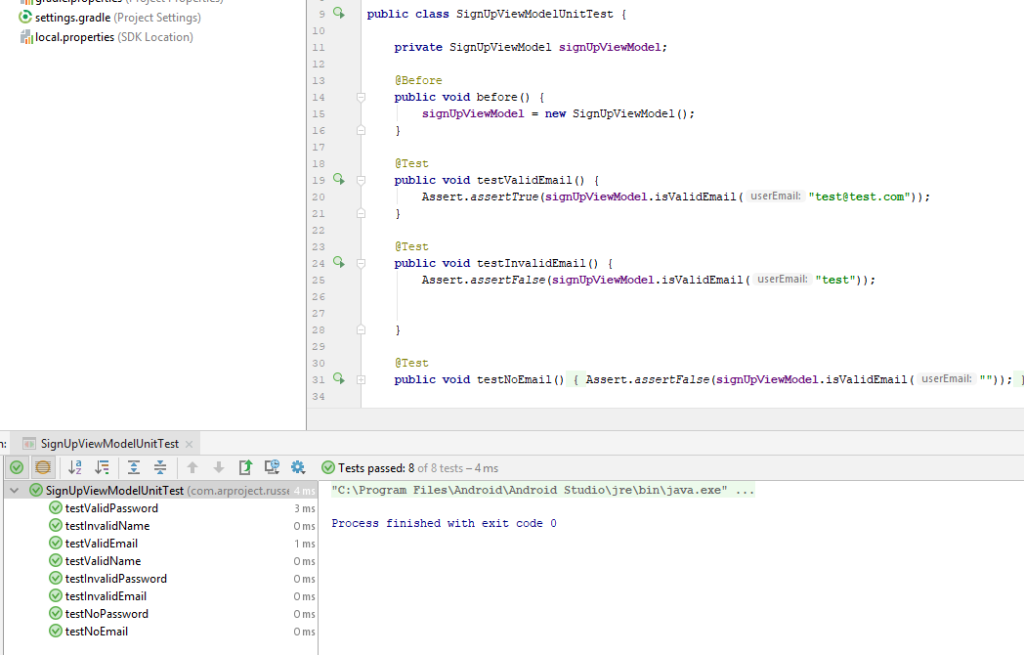 gradle.properties (Project Properties)
settings.gradle (Project Settings)
local.properties (SDK Location)
9 public class SignUpViewModelUnitTest {
10
11 private SignUpViewModel signUpViewModel;
12
13 @Before
14 public void before() {
15 signUpViewModel = new SignUpViewModel();
16 }
17
18 @Test
19 public void testValidEmail() {
20 Assert.assertTrue(signUpViewModel.isValidEmail( userEmail: "test@test.com"));
21 }
22
23 @Test
24 public void testInvalidEmail() {
25 Assert.assertFalse(signUpViewModel.isValidEmail( userEmail: "test"));
26
27
28 }
29
30 @Test
31 public void testNoEmail() { Assert.assertFalse(signUpViewModel.isValidEmail( userEmail: "")); }
34
n: SignUpViewModelUnitTest
Tests passed: 8 of 8 tests – 4 ms
SignUpViewModelUnitTest (com.arproject.russe 4 ms
testValidPassword 3 ms
testInvalidName 0 ms
testValidEmail 1 ms
testValidName 0 ms
testInvalidPassword 0 ms
testInvalidEmail 0 ms
testNoPassword 0 ms
testNoEmail 0 ms
"C:\Program Files\Android\Android Studio\jre\bin\java.exe" ...
Process finished with exit code 0